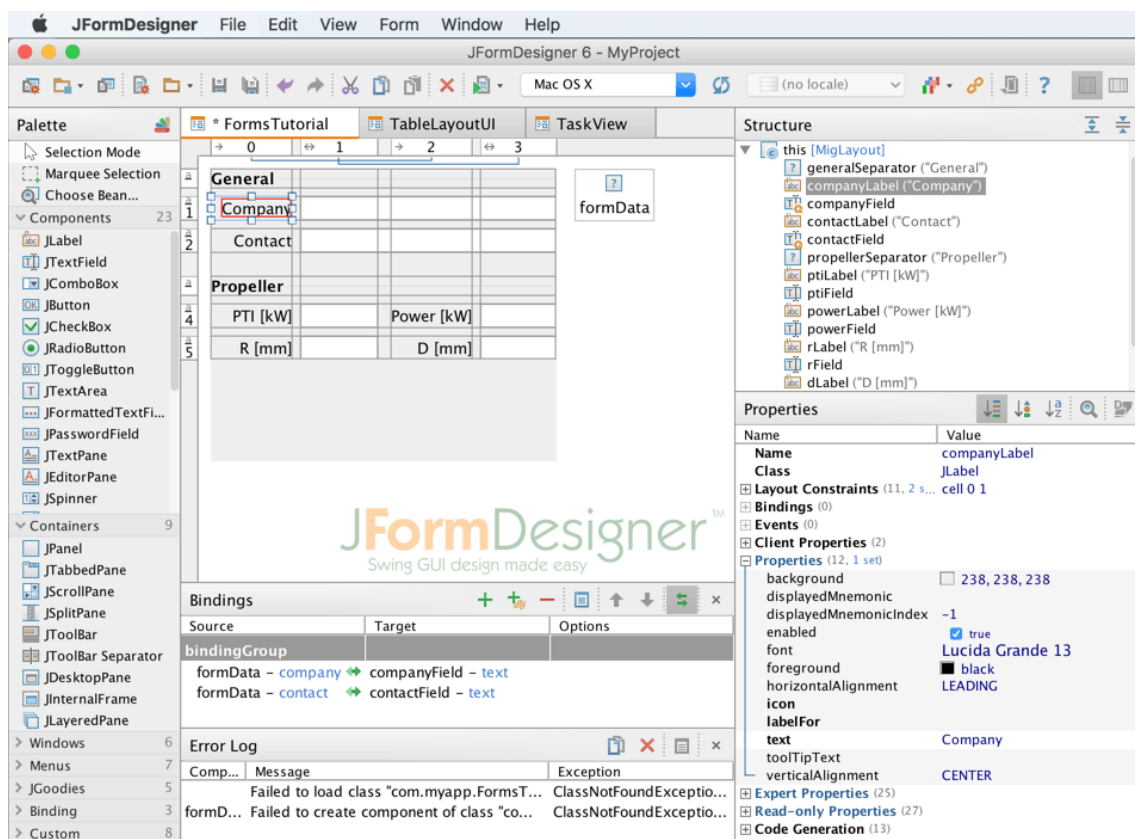 JFormDesigner File Edit View Form Window Help
JFormDesigner 6 - MyProject
Mac OS X
(no locale)
Palette
Selection Mode
Marquee Selection
Choose Bean...
Components 23
JLabel
JTextField
JComboBox
JButton
JCheckBox
JRadioButton
JToggleButton
JTextArea
JFormattedTextFi...
JPasswordField
JTextPane
JEditorPane
JSpinner
Containers 9
JPanel
JTabbedPane
JScrollPane
JSplitPane
JToolBar
JToolBar Separator
JDesktopPane
JInternalFrame
JLayeredPane
Windows 6
Menus 7
JGoodies 5
Binding 3
Custom 8
* FormsTutorial TableLayoutUI TaskView
0 1 2 3
General
1 Company
2 Contact
Propeller
4 PTI [kW] Power [kW]
5 R [mm] D [mm]
formData
JFormDesigner™
Swing GUI design made easy
Bindings
Source Target Options
bindingGroup
formData – company companyField – text
formData – contact contactField – text
Error Log
Comp... Message Exception
Failed to load class "com.myapp.FormsT... ClassNotFoundExceptio...
formD... Failed to create component of class "co... ClassNotFoundExceptio...
Structure
this [MigLayout]
generalSeparator ("General")
companyLabel ("Company")
companyField
contactLabel ("Contact")
contactField
propellerSeparator ("Propeller")
ptiLabel ("PTI [kW]")
ptiField
powerLabel ("Power [kW]")
powerField
rLabel ("R [mm]")
rField
dLabel ("D [mm]")
Properties
Name Value
Name companyLabel
Class JLabel
Layout Constraints (11, 2 s... cell 0 1
Bindings (0)
Events (0)
Client Properties (2)
Properties (12, 1 set)
background 238, 238, 238
displayedMnemonic
displayedMnemonicIndex -1
enabled true
font Lucida Grande 13
foreground black
horizontalAlignment LEADING
icon
labelFor
text Company
toolTipText
verticalAlignment CENTER
Expert Properties (25)
Read-only Properties (27)
Code Generation (13)